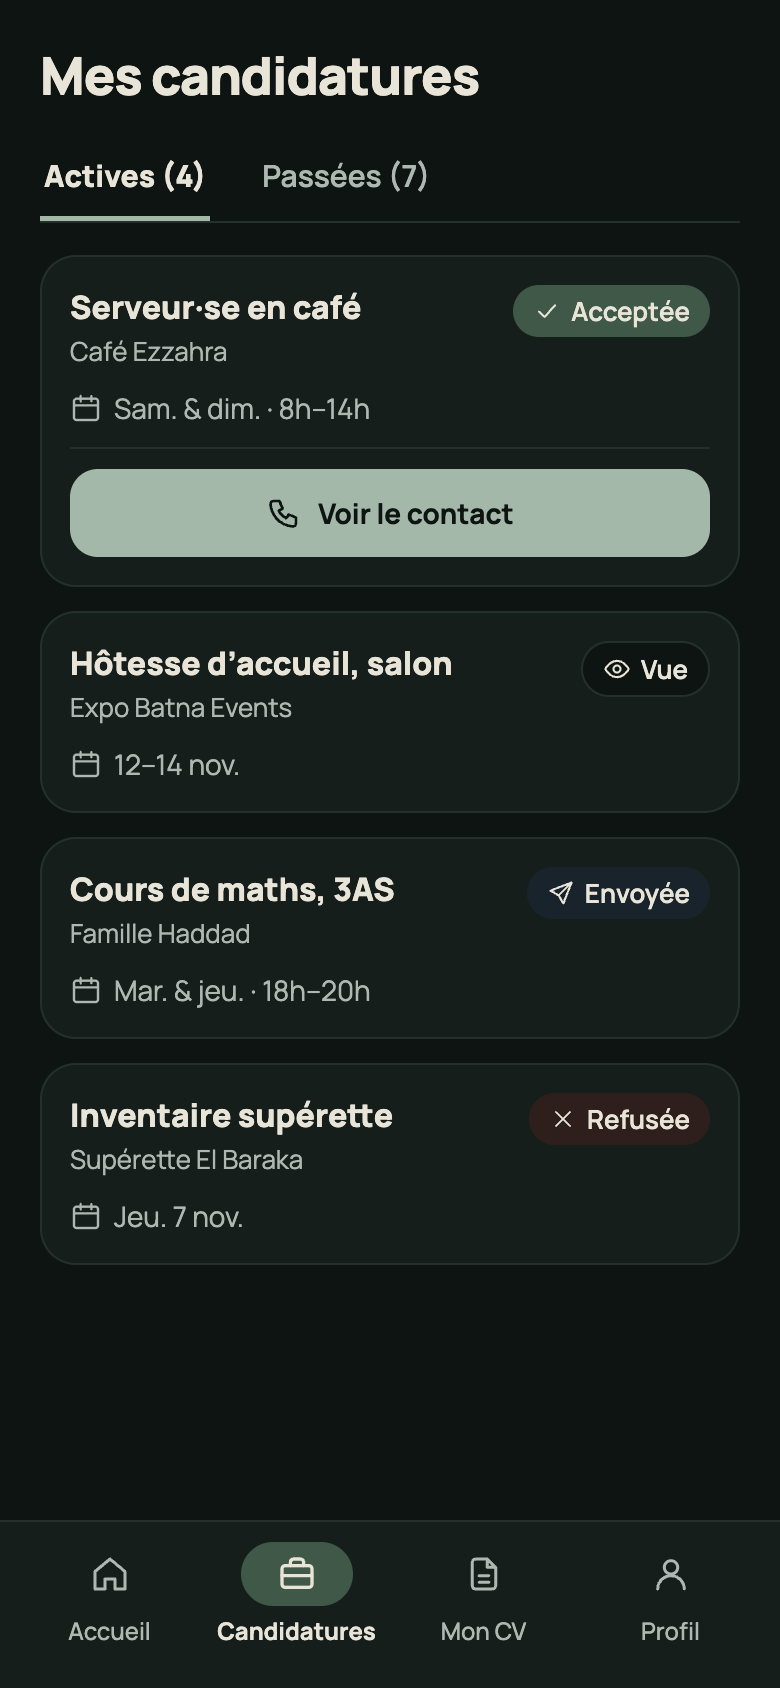 Mes candidatures
Actives (4)
Passées (7)
Serveur·se en café
Acceptée
Café Ezzahra
Sam. & dim. · 8h–14h
Voir le contact
Hôtesse d’accueil, salon
Vue
Expo Batna Events
12–14 nov.
Cours de maths, 3AS
Envoyée
Famille Haddad
Mar. & jeu. · 18h–20h
Inventaire supérette
Refusée
Supérette El Baraka
Jeu. 7 nov.
Accueil
Candidatures
Mon CV
Profil